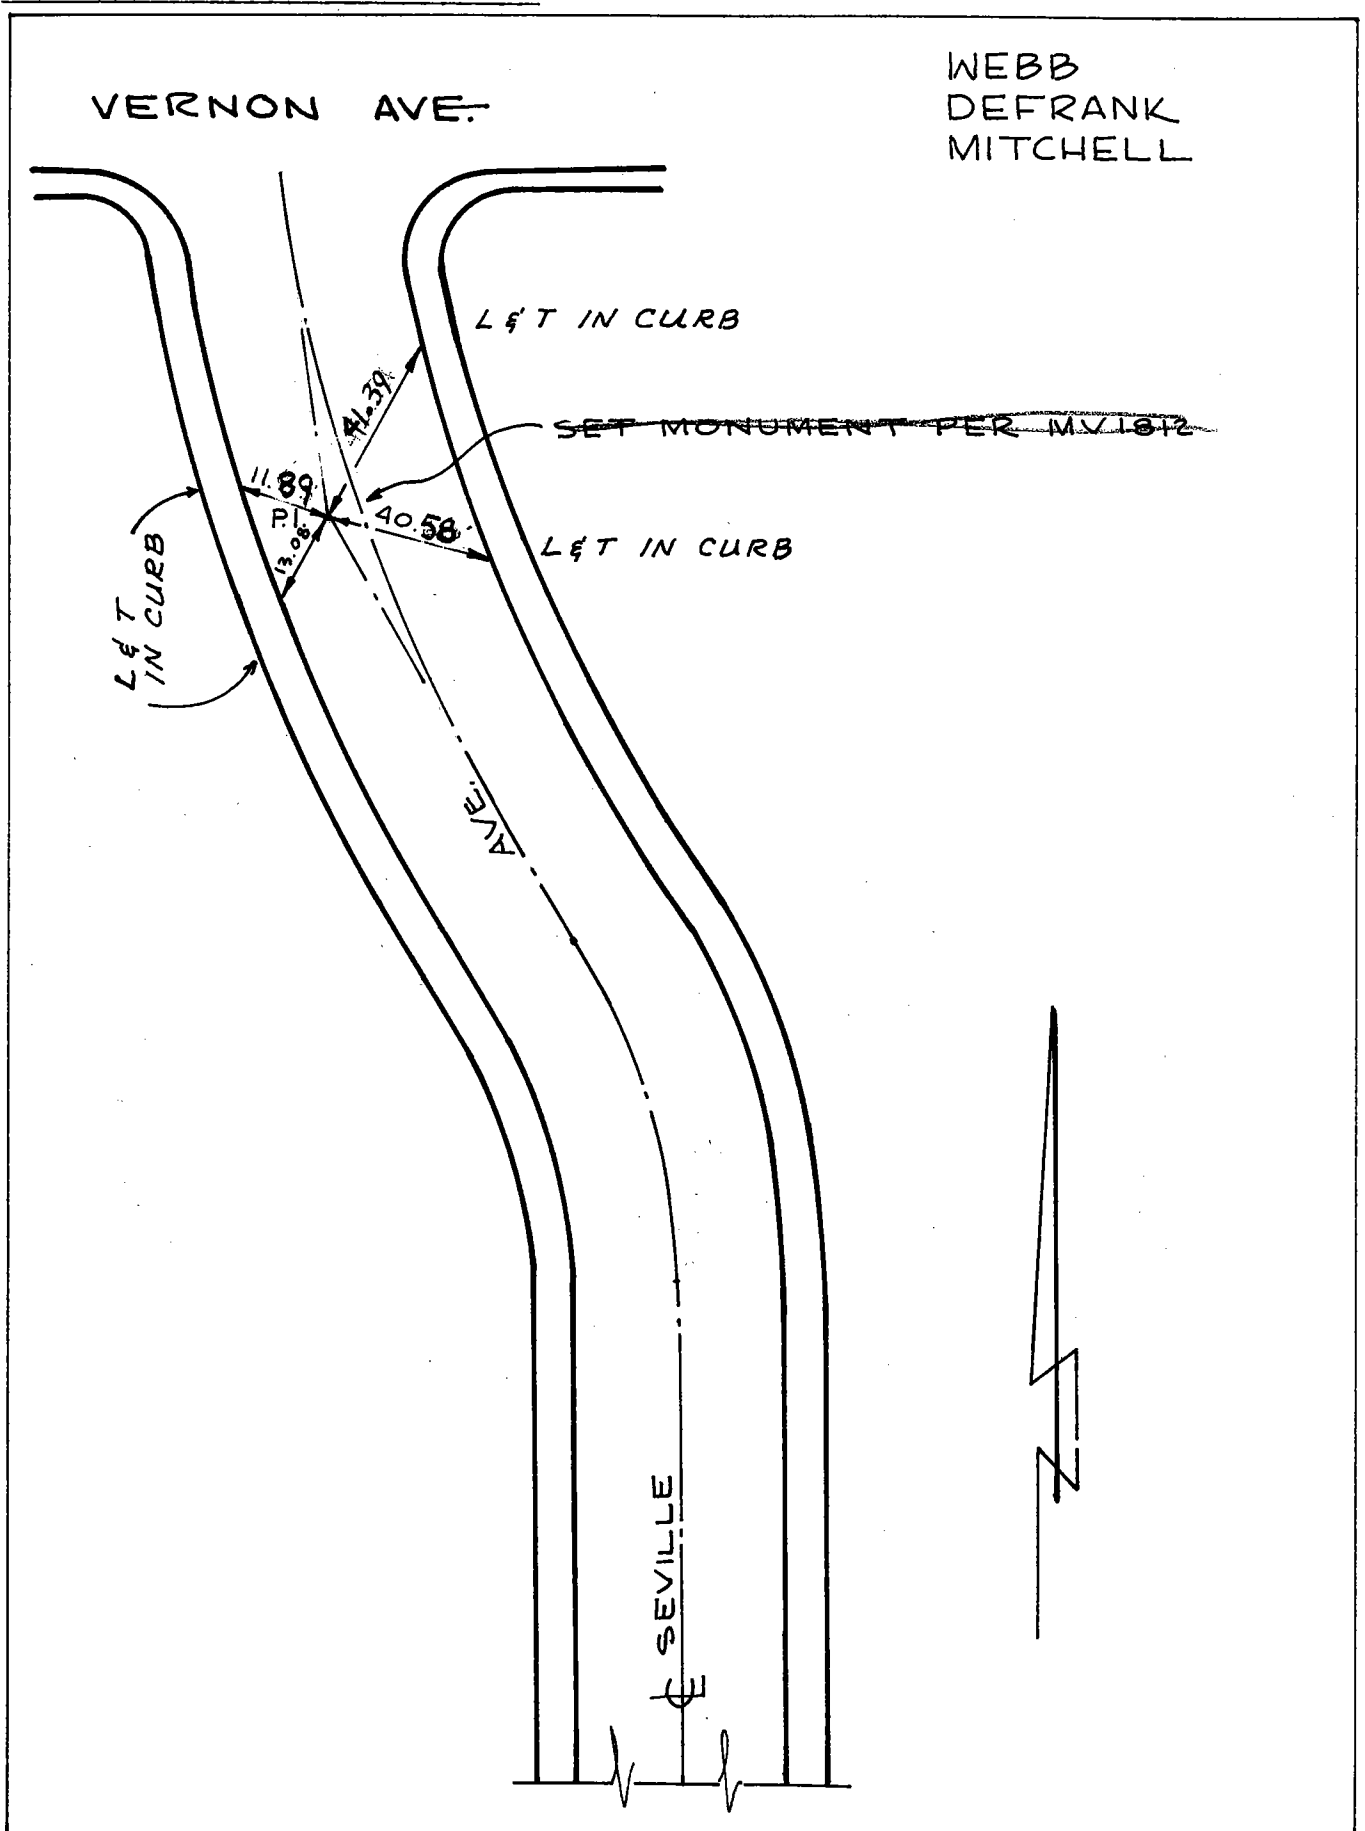 WEBB
DEFRANK
MITCHELL
VERNON AVE.
L & T IN CURB
41.39
SET MONUMENT PER MV1812
11.89
P.I.
40.58
13.08
L & T IN CURB
L & T
IN CURB
AVE.
SEVILLE
℄